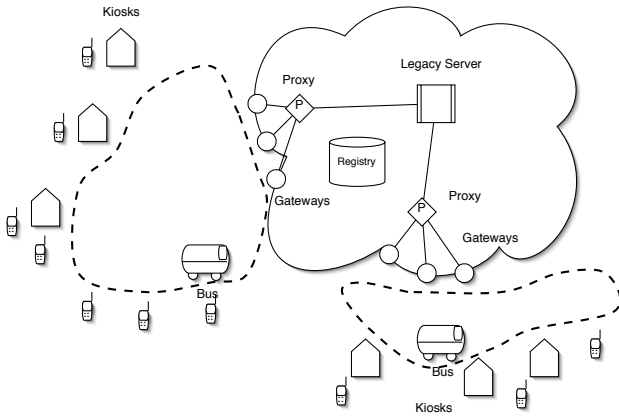 Kiosks
Proxy
Legacy Server
P
Registry
Gateways
Proxy
P
Gateways
Bus
Bus
Kiosks